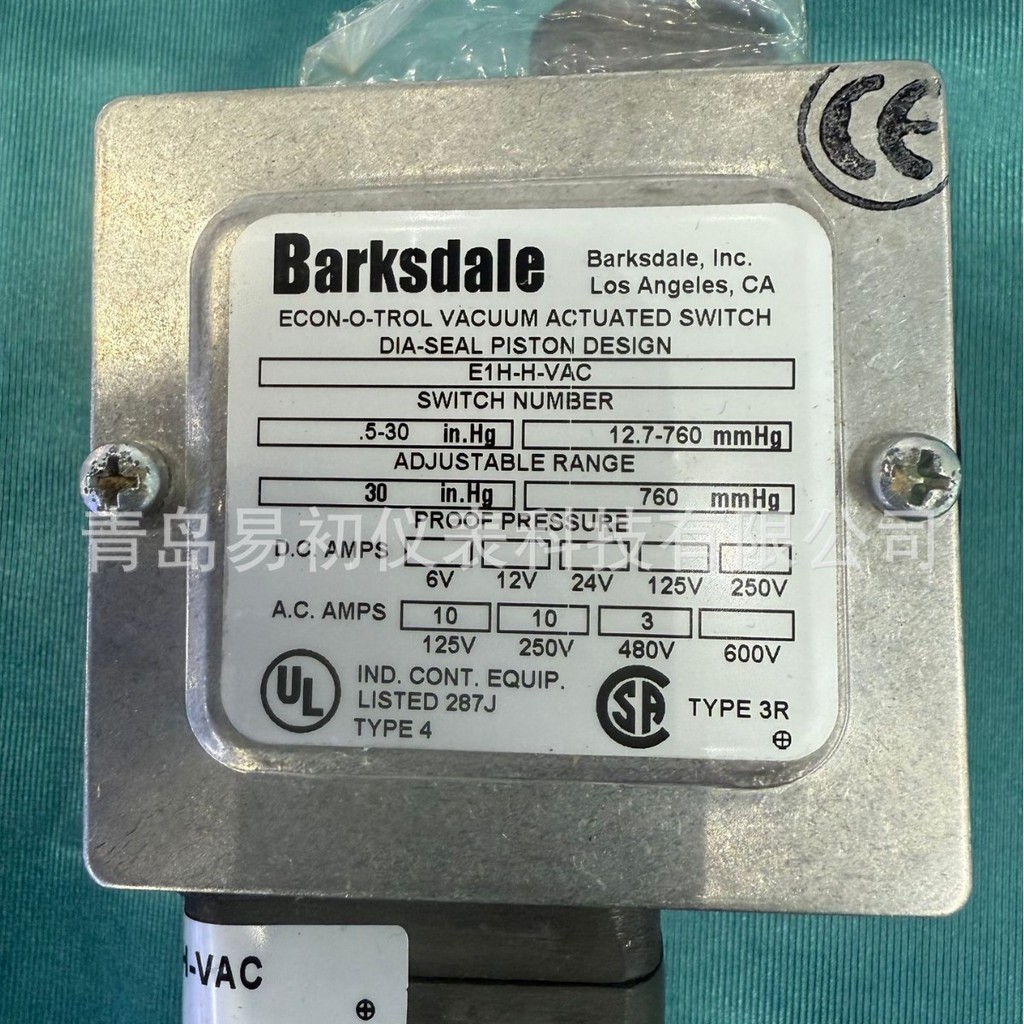 CE
Barksdale
Barksdale, Inc.
Los Angeles, CA
ECON-O-TROL VACUUM ACTUATED SWITCH
DIA-SEAL PISTON DESIGN
E1H-H-VAC
SWITCH NUMBER
.5-30 in.Hg 12.7-760 mmHg
ADJUSTABLE RANGE
30 in.Hg 760 mmHg
PROOF PRESSURE
青岛易初仪表科技有限公司
D.C. AMPS
6V 12V 24V 125V 250V
A.C. AMPS 10 10 3
125V 250V 480V 600V
UL
IND. CONT. EQUIP.
LISTED 287J
TYPE 4
SA
TYPE 3R
H-VAC